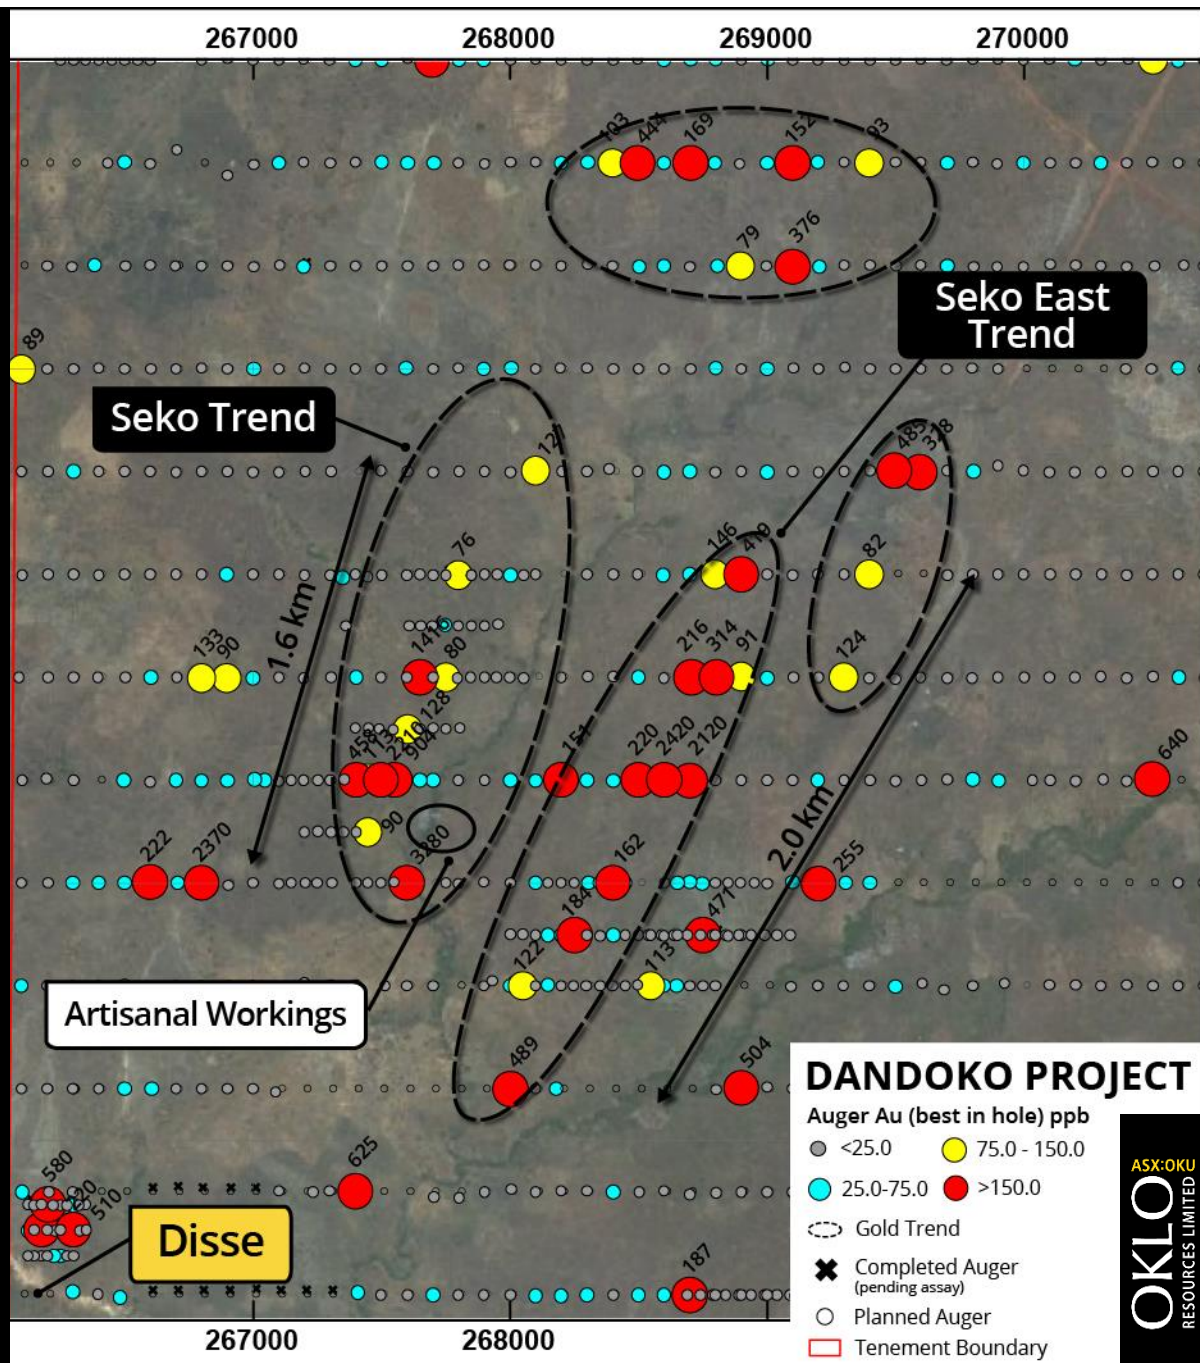 267000 268000 269000 270000
103 444 169 152 93
79 376
Seko East
Trend
89
Seko Trend
485 318
76 146 419 82
1.6 km
133 90 80 216 314 91 124
128
458 113 904 151 220 2420 2120 640
90
2.0 km
222 2370 3280 162 255
184 471
122 113
Artisanal Workings
489 504
580 625
510
Disse
187
DANDOKO PROJECT
Auger Au (best in hole) ppb
<25.0 75.0 - 150.0
25.0-75.0 >150.0
Gold Trend
Completed Auger
(pending assay)
Planned Auger
Tenement Boundary
ASX:OKU
OKLO
RESOURCES LIMITED
267000 268000